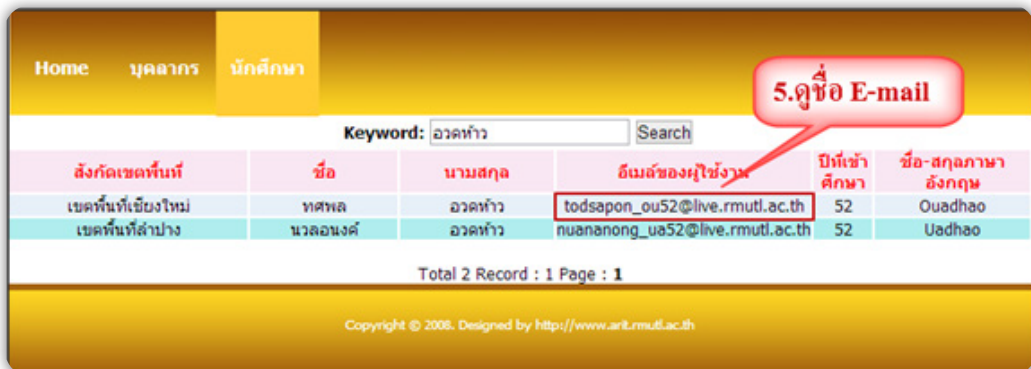 Home บุคลากร นักศึกษา
5.ดูชื่อ E-mail
Keyword: อวดห้าว Search
สังกัดเขตพื้นที่ ชื่อ นามสกุล อีเมล์ของผู้ใช้งาน ปีที่เข้าศึกษา ชื่อ-สกุลภาษาอังกฤษ
เขตพื้นที่เชียงใหม่ ทศพล อวดห้าว todsapon_ou52@live.rmutl.ac.th 52 Ouadhao
เขตพื้นที่ลำปาง นวลอนงค์ อวดห้าว nuananong_ua52@live.rmutl.ac.th 52 Uadhao
Total 2 Record : 1 Page : 1
Copyright © 2008. Designed by http://www.arit.rmutl.ac.th